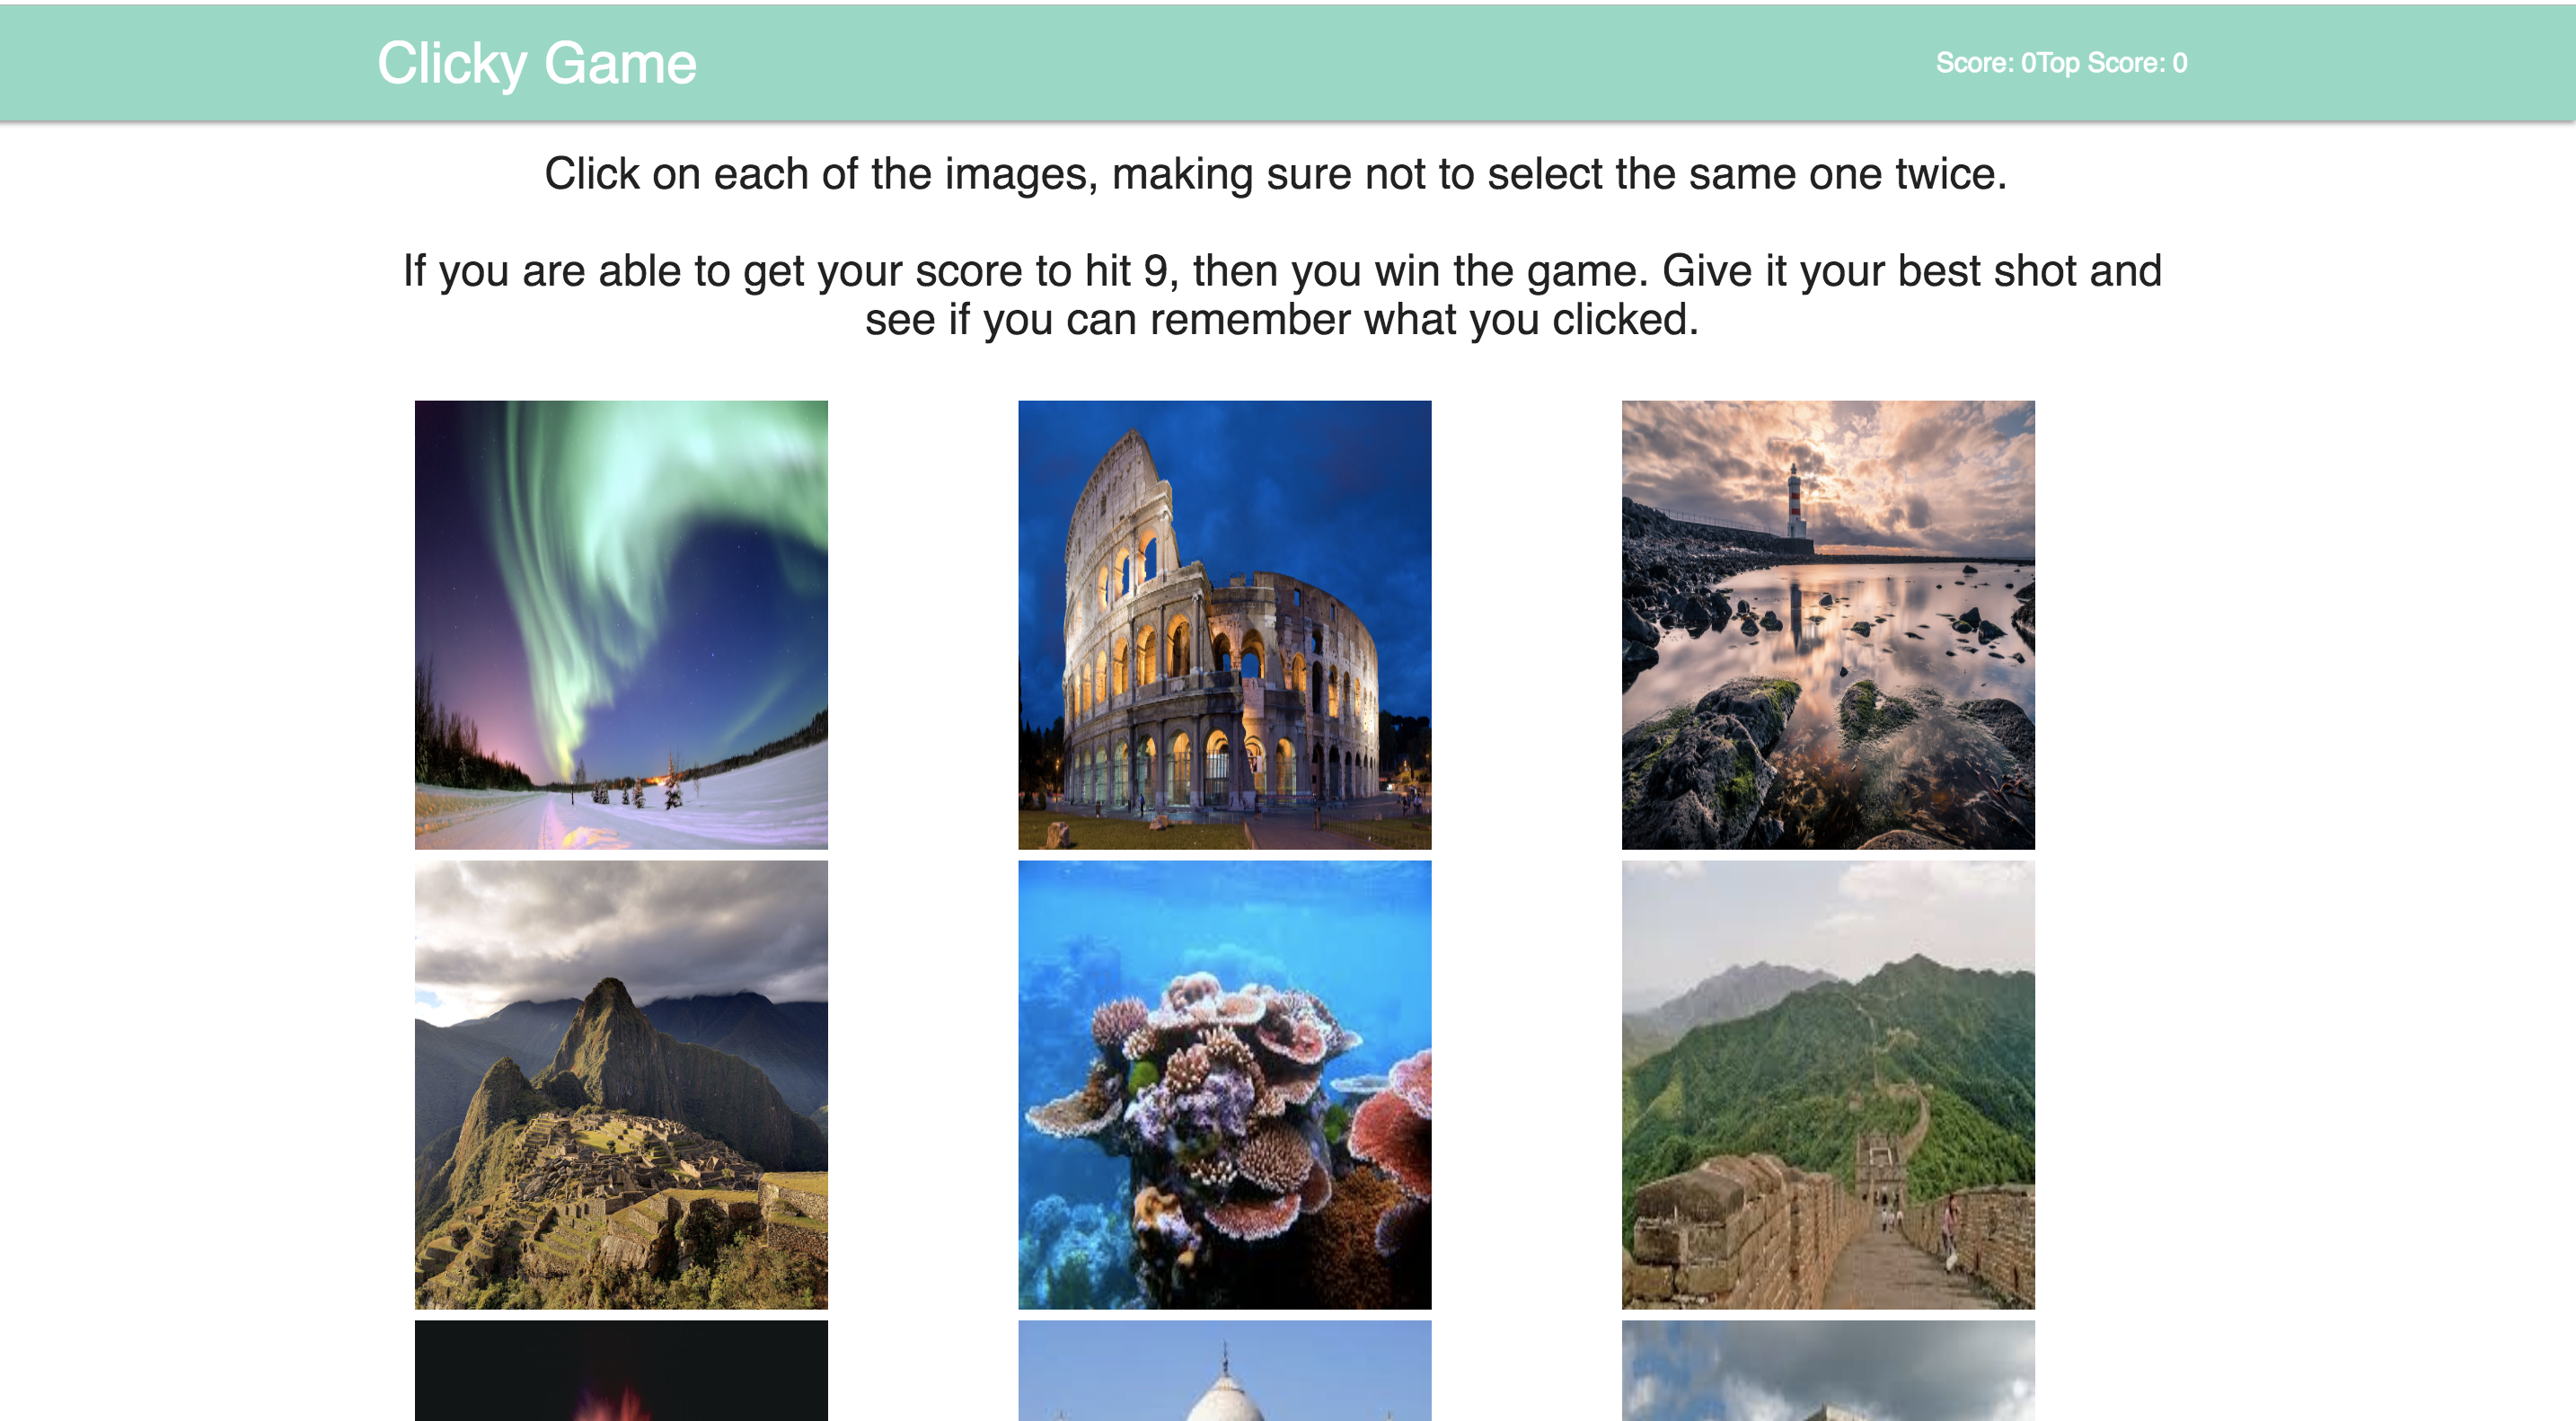 Clicky Game
Score: 0Top Score: 0
Click on each of the images, making sure not to select the same one twice.
If you are able to get your score to hit 9, then you win the game. Give it your best shot and
see if you can remember what you clicked.